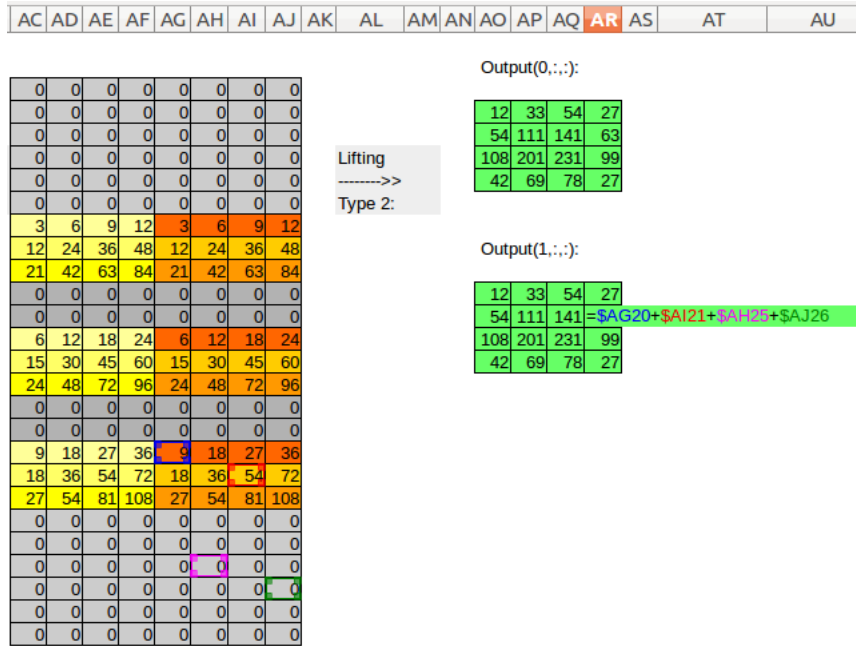 AC AD AE AF AG AH AI AJ AK AL AM AN AO AP AQ AR AS AT AU
Output(0,:,:):
0 0 0 0 0 0 0 0
0 0 0 0 0 0 0 0 12 33 54 27
0 0 0 0 0 0 0 0 54 111 141 63
0 0 0 0 0 0 0 0 Lifting 108 201 231 99
0 0 0 0 0 0 0 0 -------->> 42 69 78 27
0 0 0 0 0 0 0 0 Type 2:
3 6 9 12 3 6 9 12
12 24 36 48 12 24 36 48 Output(1,:,:):
21 42 63 84 21 42 63 84
0 0 0 0 0 0 0 0 12 33 54 27
0 0 0 0 0 0 0 0 54 111 141 =$AG20+$AI21+$AH25+$AJ26
6 12 18 24 6 12 18 24 108 201 231 99
15 30 45 60 15 30 45 60 42 69 78 27
24 48 72 96 24 48 72 96
0 0 0 0 0 0 0 0
0 0 0 0 0 0 0 0
9 18 27 36 9 18 27 36
18 36 54 72 18 36 54 72
27 54 81 108 27 54 81 108
0 0 0 0 0 0 0 0
0 0 0 0 0 0 0 0
0 0 0 0 0 0 0 0
0 0 0 0 0 0 0 0
0 0 0 0 0 0 0 0
0 0 0 0 0 0 0 0